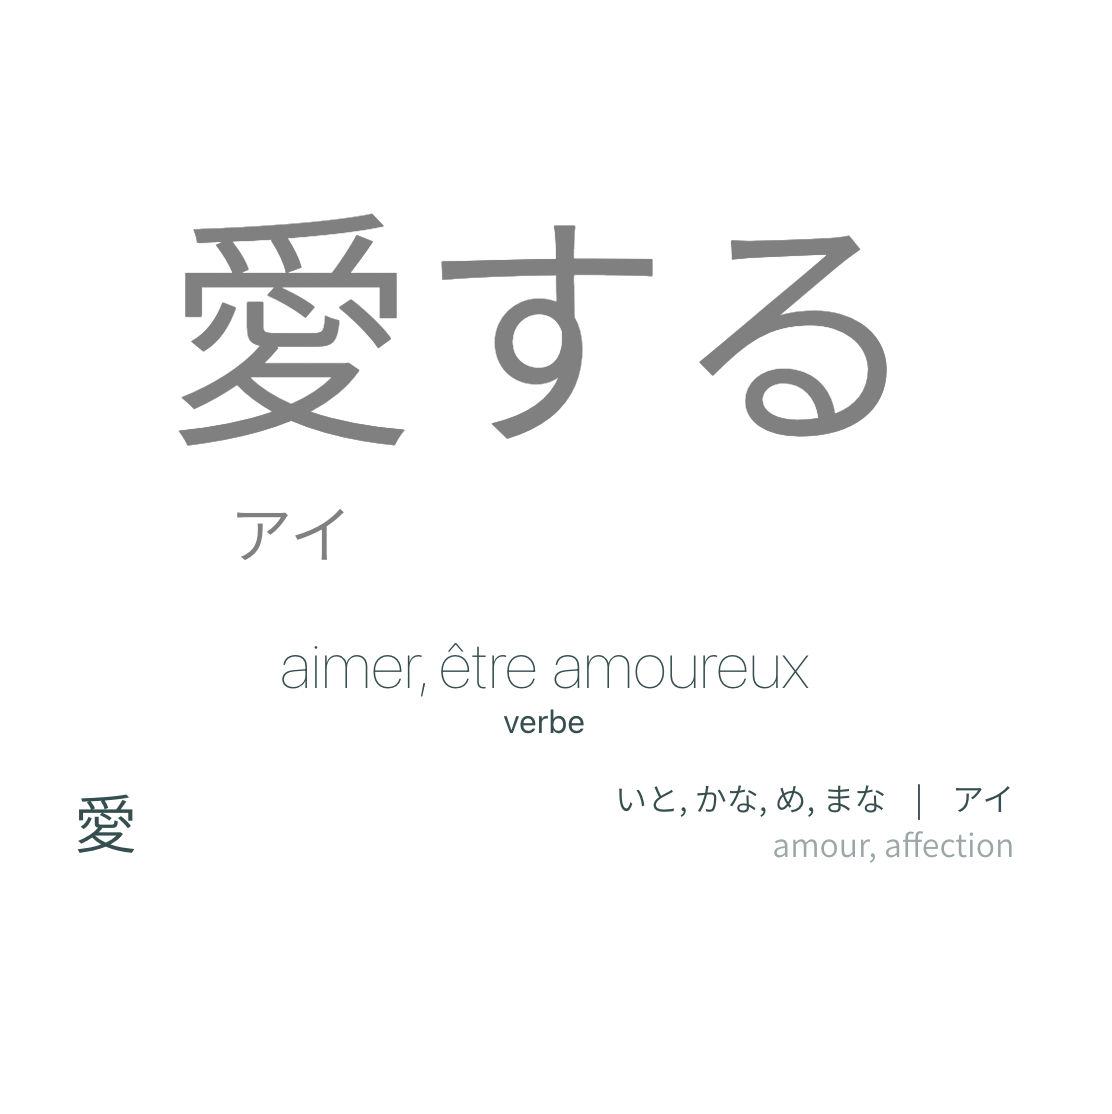 愛する
アイ
aimer, être amoureux
verbe
愛
いと, かな, め, まな | アイ
amour, affection